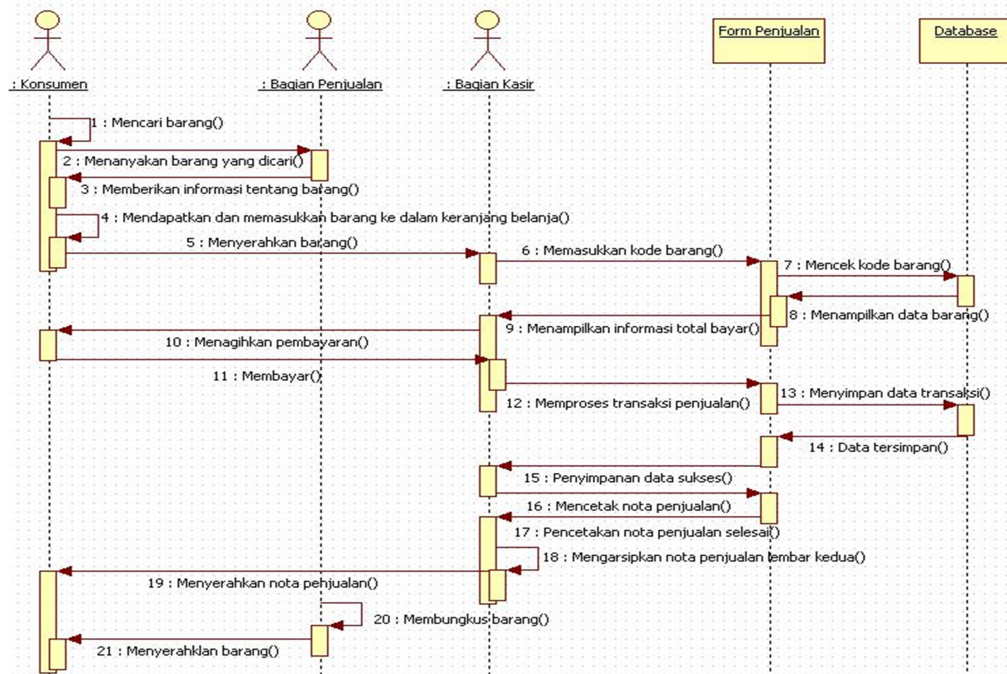 Form Penjualan
Database
: Konsumen
: Bagian Penjualan
: Bagian Kasir
1 : Mencari barang()
2 : Menanyakan barang yang dicari()
3 : Memberikan informasi tentang barang()
4 : Mendapatkan dan memasukkan barang ke dalam keranjang belanja()
5 : Menyerahkan barang()
6 : Memasukkan kode barang()
7 : Mencek kode barang()
8 : Menampilkan data barang()
9 : Menampilkan informasi total bayar()
10 : Menagihkan pembayaran()
11 : Membayar()
12 : Memproses transaksi penjualan()
13 : Menyimpan data transaksi()
14 : Data tersimpan()
15 : Penyimpanan data sukses()
16 : Mencetak nota penjualan()
17 : Pencetakan nota penjualan selesai()
18 : Mengarsipkan nota penjualan lembar kedua()
19 : Menyerahkan nota penjualan()
20 : Membungkus barang()
21 : Menyerahklan barang()